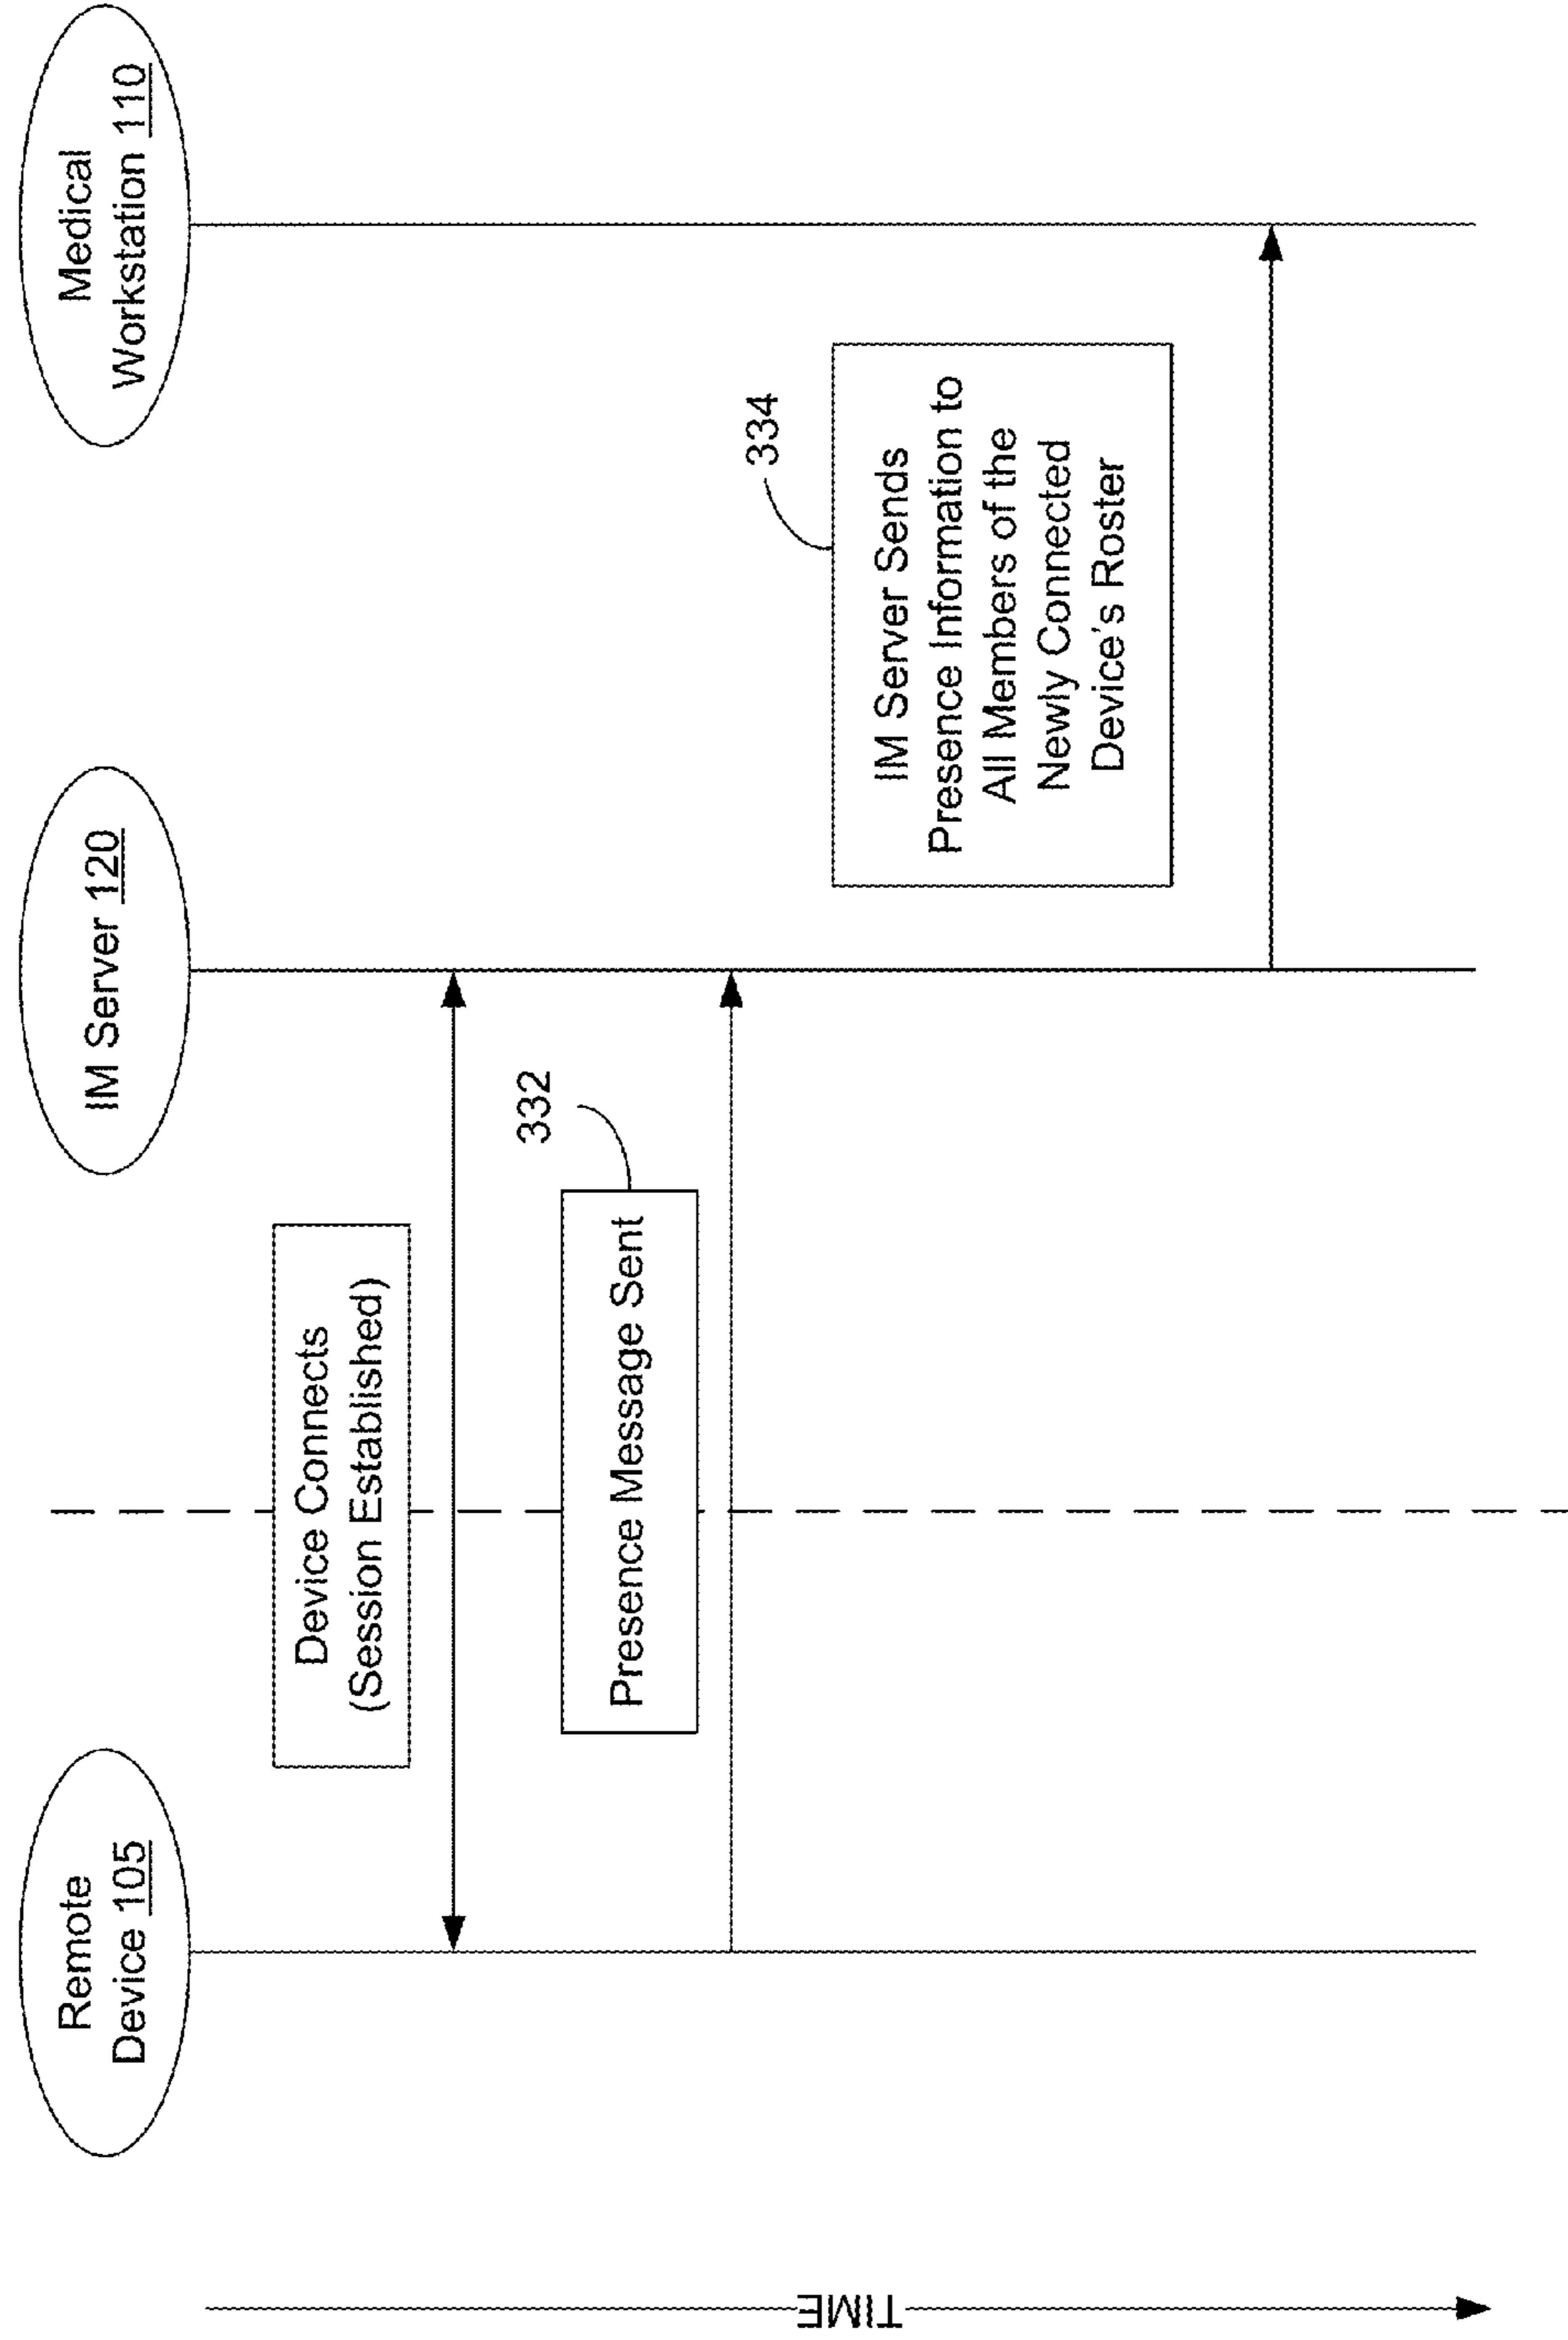 Remote
Device 105
IM Server 120
Medical
Workstation 110
Device Connects
(Session Established)
332
Presence Message Sent
334
IM Server Sends
Presence Information to
All Members of the
Newly Connected
Device's Roster
TIME